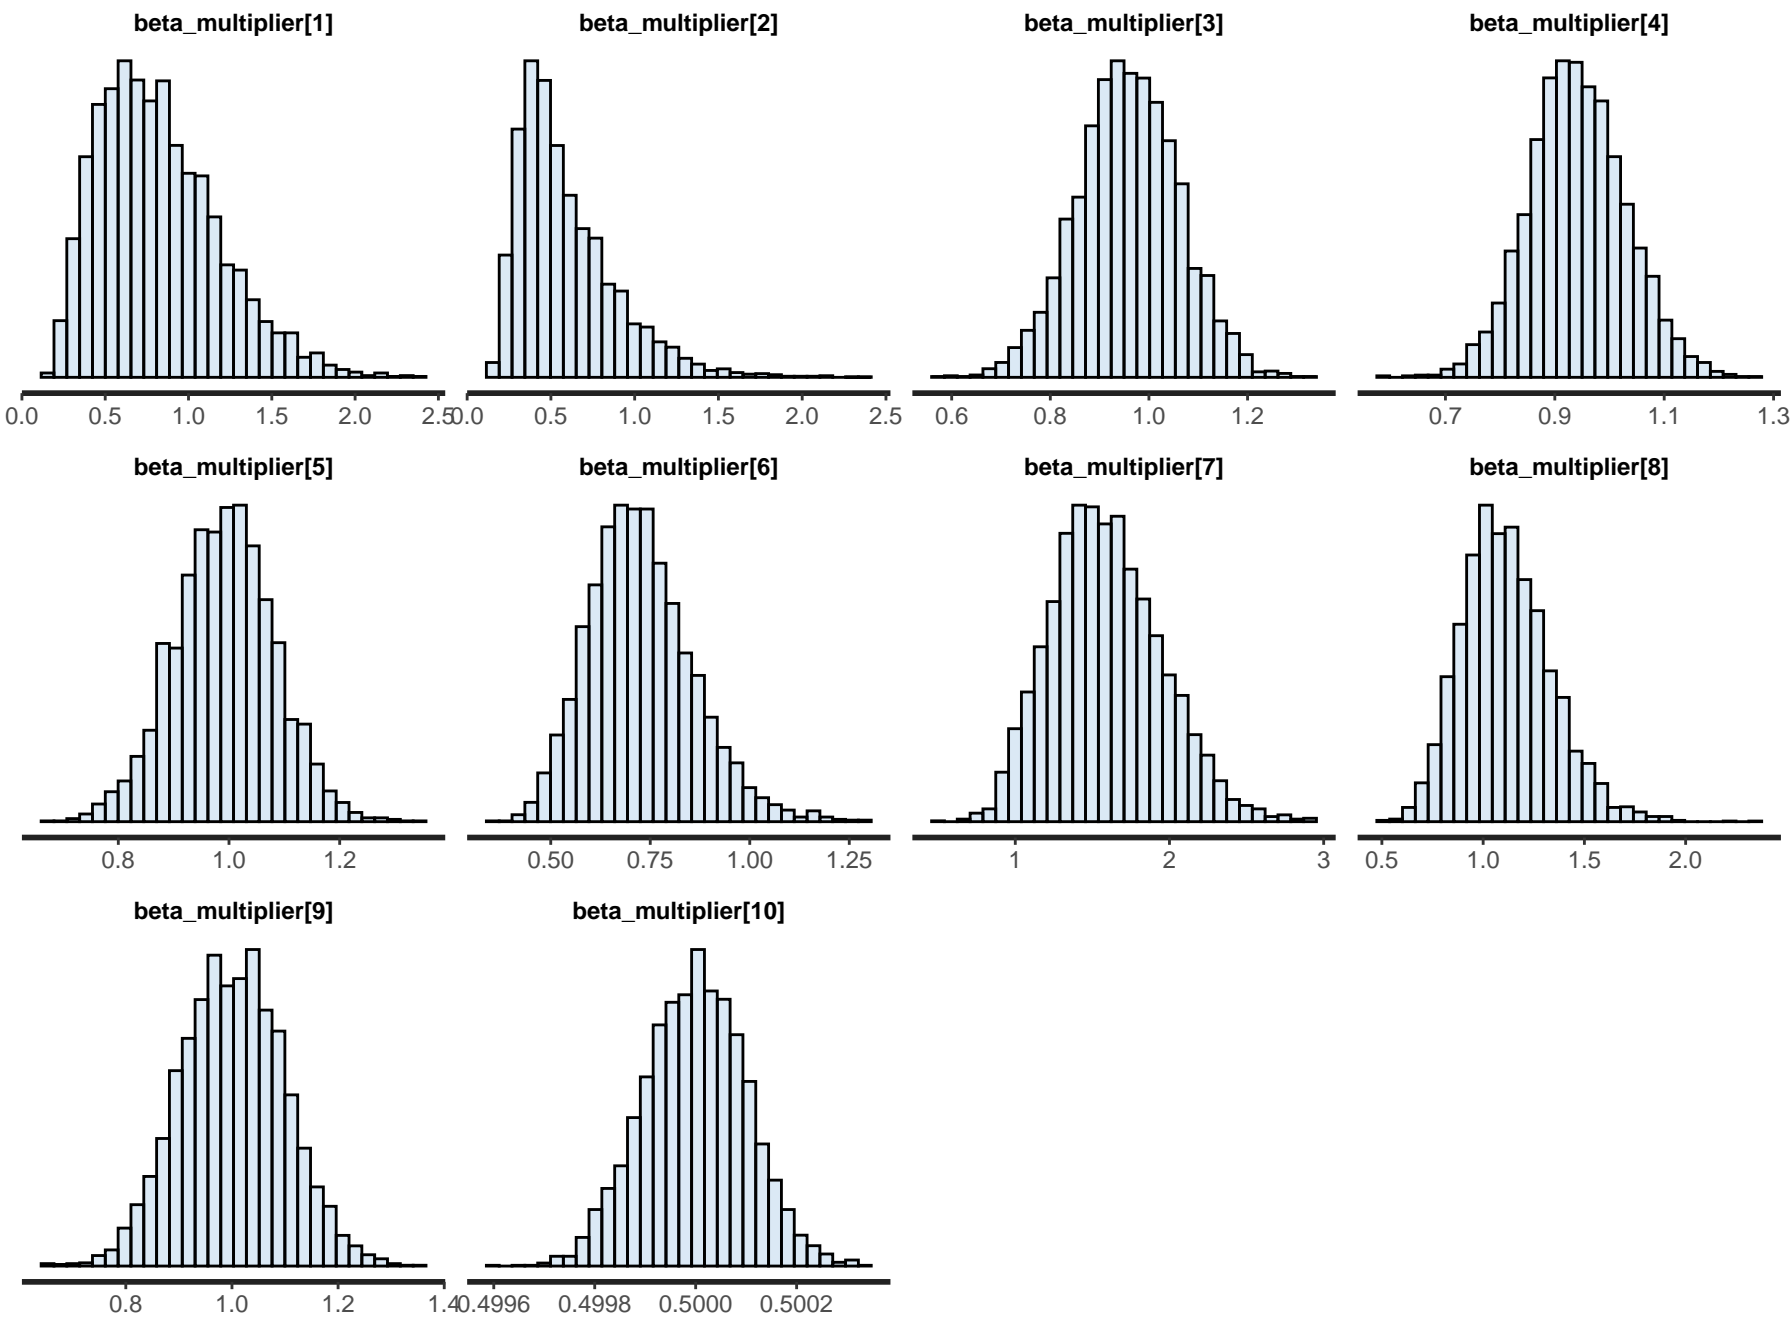 beta_multiplier[1] beta_multiplier[2] beta_multiplier[3] beta_multiplier[4]
0.0 0.5 1.0 1.5 2.0 2.5 0.0 0.5 1.0 1.5 2.0 2.5 0.6 0.8 1.0 1.2 0.7 0.9 1.1 1.3
beta_multiplier[5] beta_multiplier[6] beta_multiplier[7] beta_multiplier[8]
0.8 1.0 1.2 0.50 0.75 1.00 1.25 1 2 3 0.5 1.0 1.5 2.0
beta_multiplier[9] beta_multiplier[10]
0.8 1.0 1.2 1.4 0.4996 0.4998 0.5000 0.5002